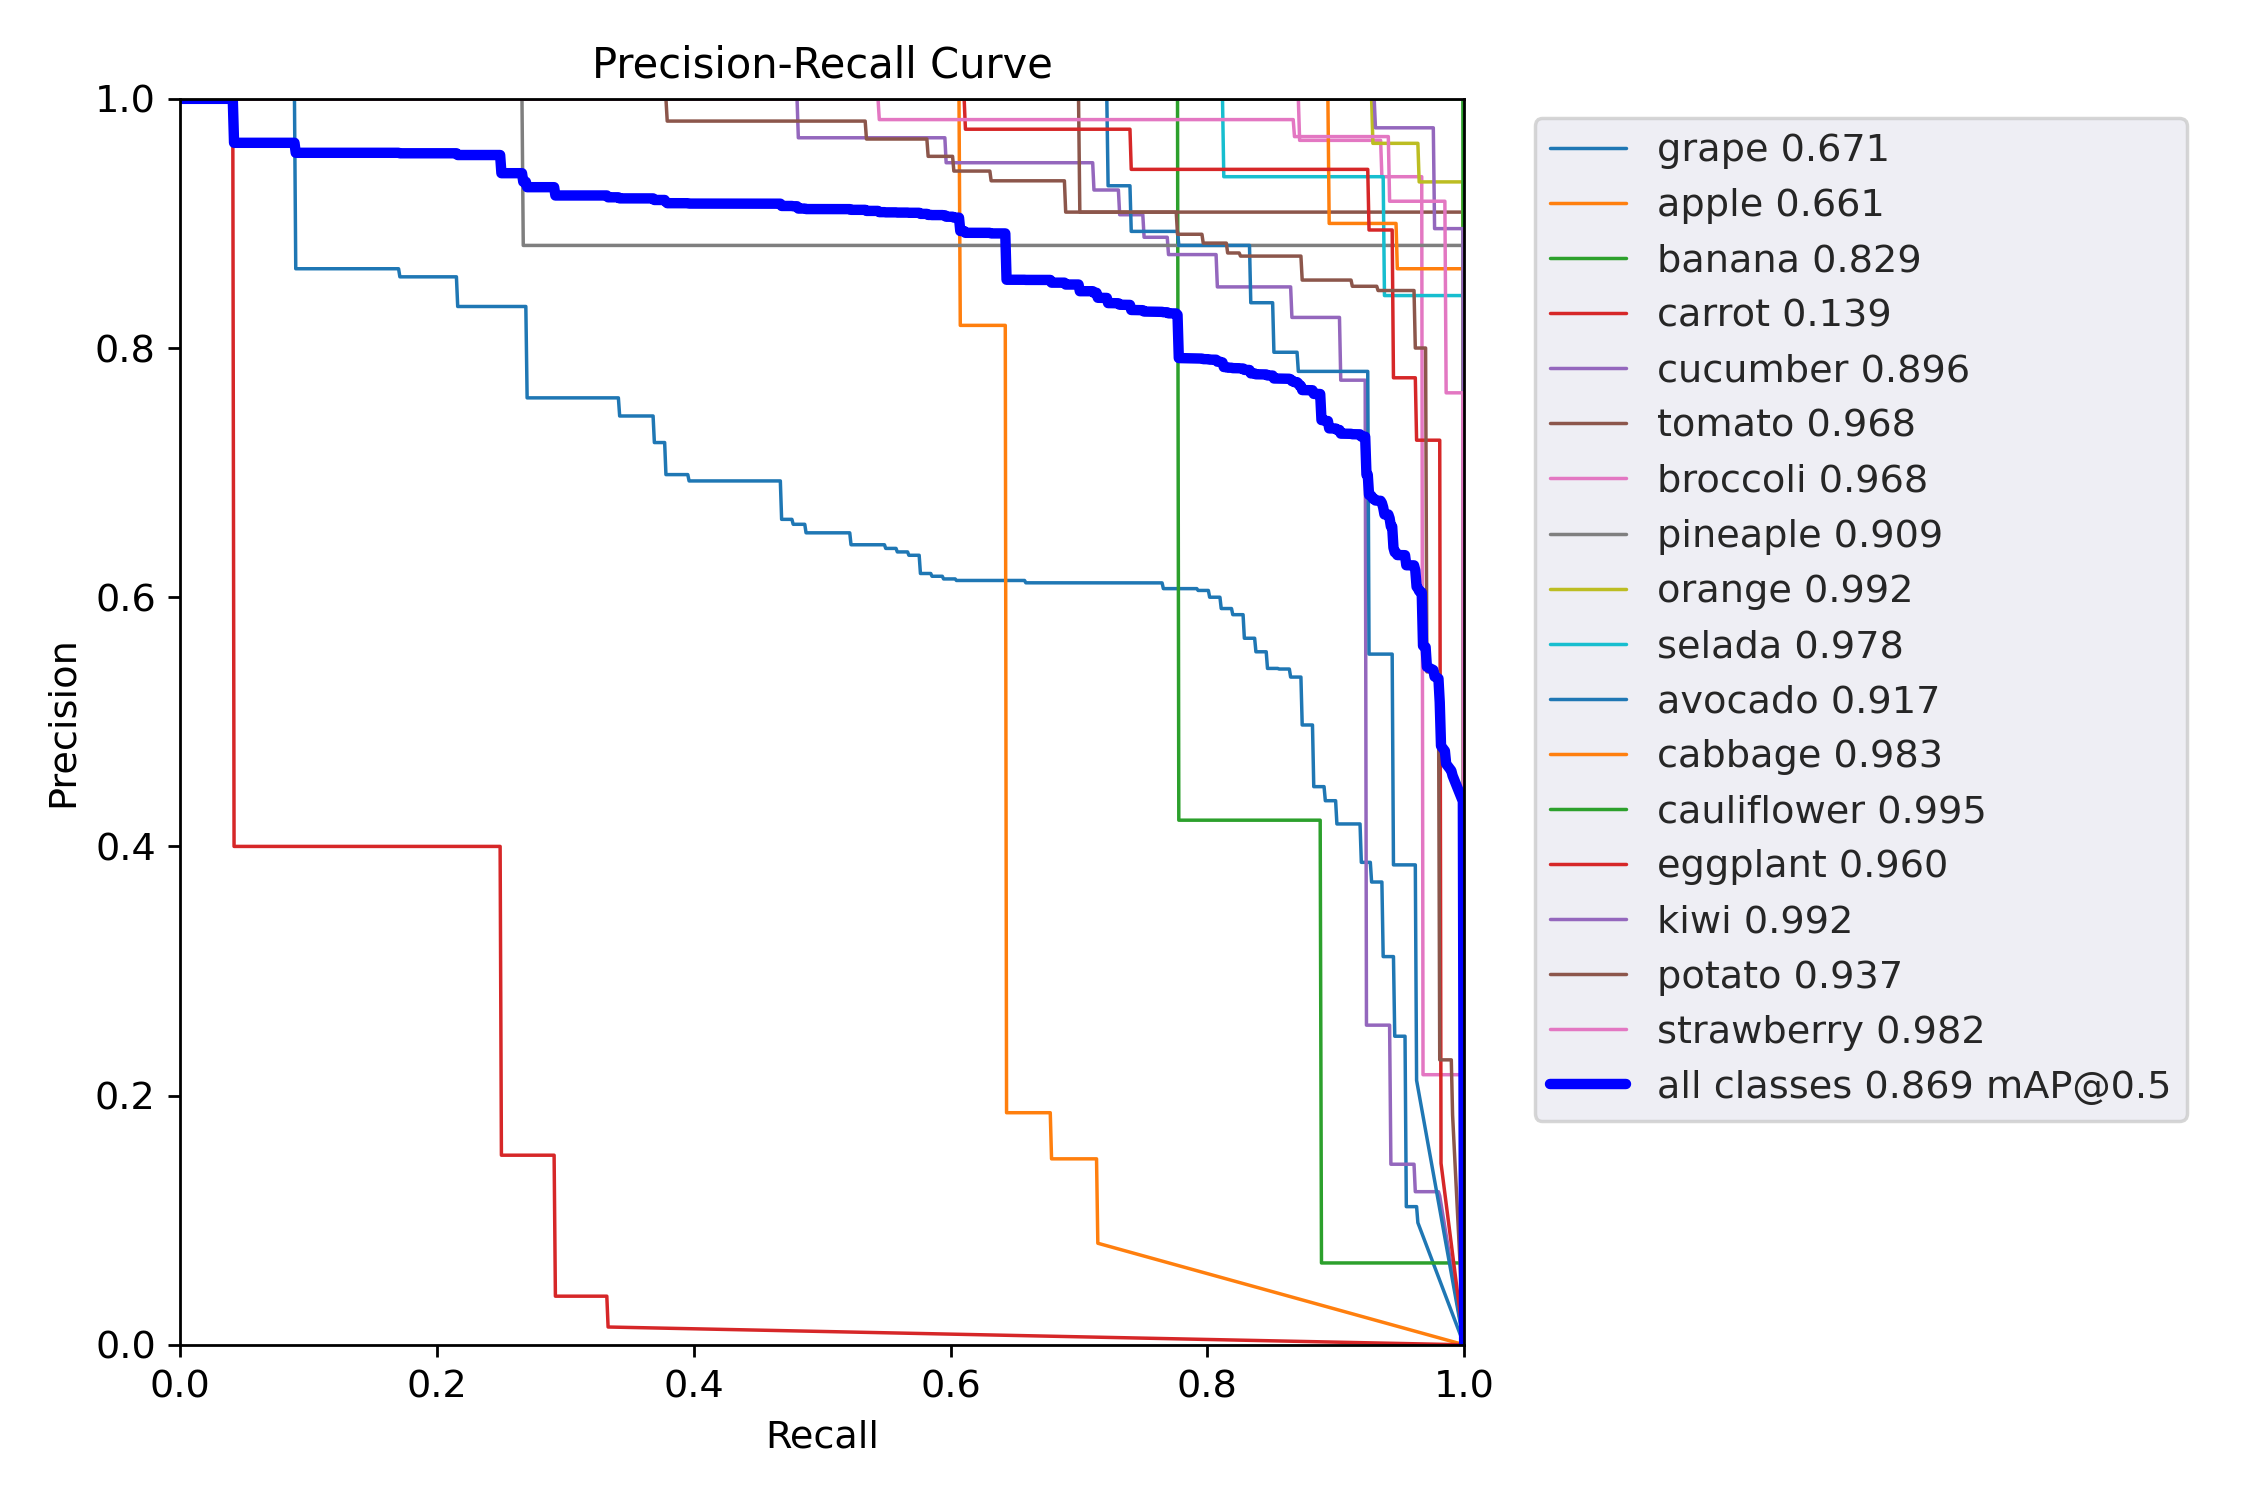 Precision-Recall Curve
1.0
0.8
0.6
0.4
0.2
0.0
Precision
0.0 0.2 0.4 0.6 0.8 1.0
Recall
grape 0.671
apple 0.661
banana 0.829
carrot 0.139
cucumber 0.896
tomato 0.968
broccoli 0.968
pineaple 0.909
orange 0.992
selada 0.978
avocado 0.917
cabbage 0.983
cauliflower 0.995
eggplant 0.960
kiwi 0.992
potato 0.937
strawberry 0.982
all classes 0.869 mAP@0.5